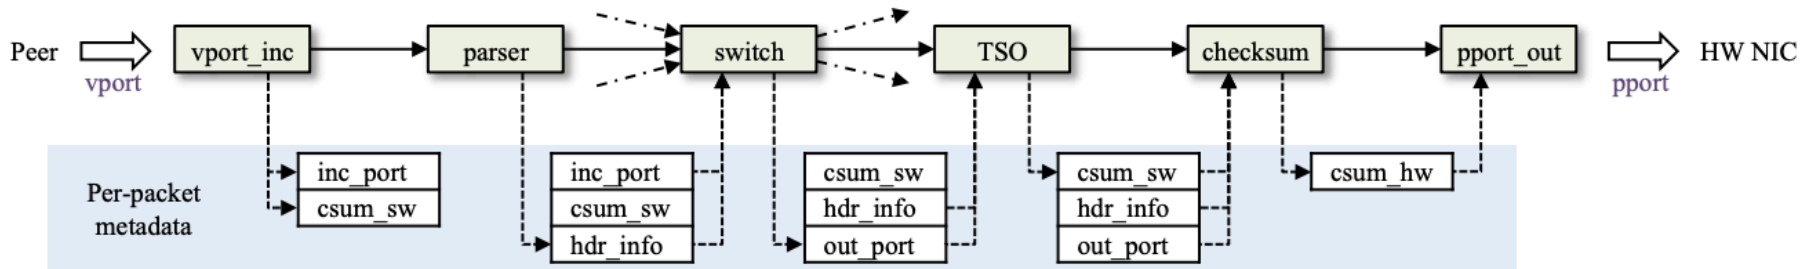 Peer
vport
vport_inc
parser
switch
TSO
checksum
pport_out
pport
HW NIC
Per-packet
metadata
inc_port
csum_sw
inc_port
csum_sw
hdr_info
csum_sw
hdr_info
out_port
csum_sw
hdr_info
out_port
csum_hw